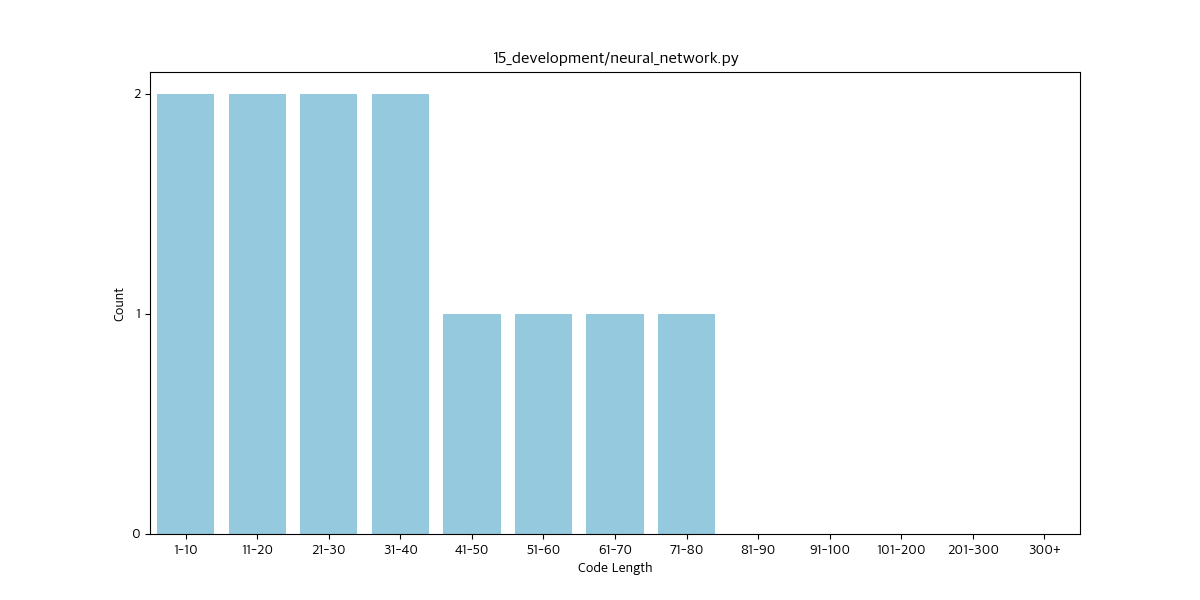 15_development/neural_network.py
Count
2
1
0
1-10 11-20 21-30 31-40 41-50 51-60 61-70 71-80 81-90 91-100 101-200 201-300 300+
Code Length